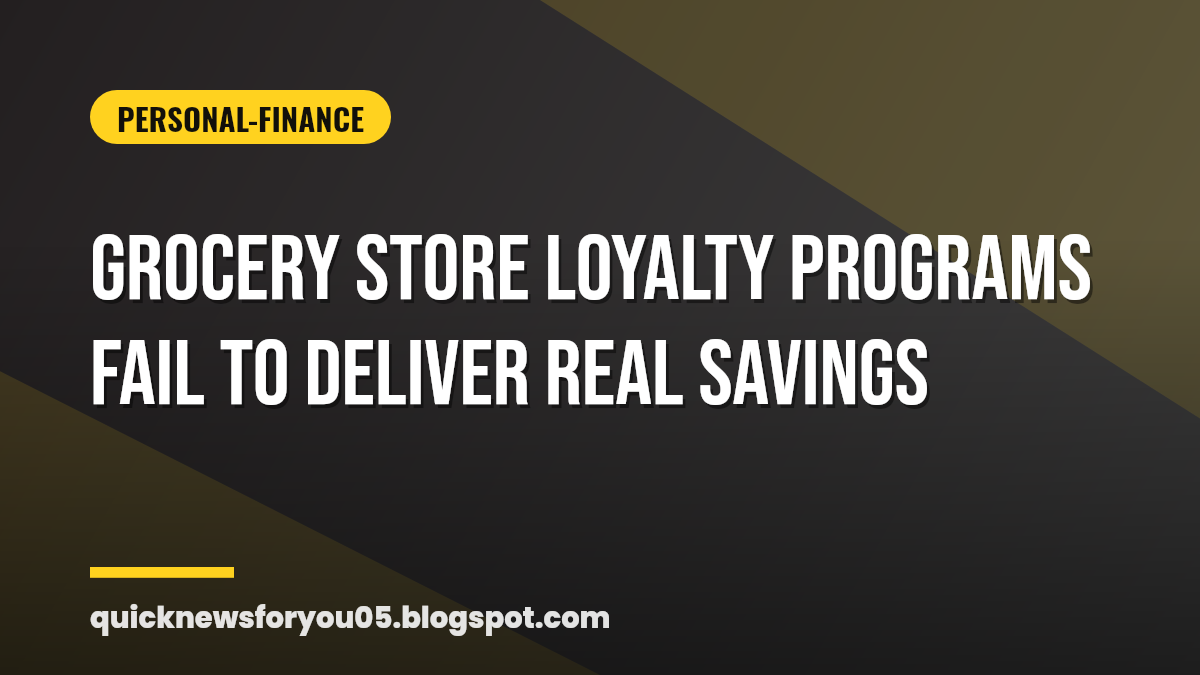 PERSONAL-FINANCE
GROCERY STORE LOYALTY PROGRAMS
FAIL TO DELIVER REAL SAVINGS
quicknewsforyou05.blogspot.com